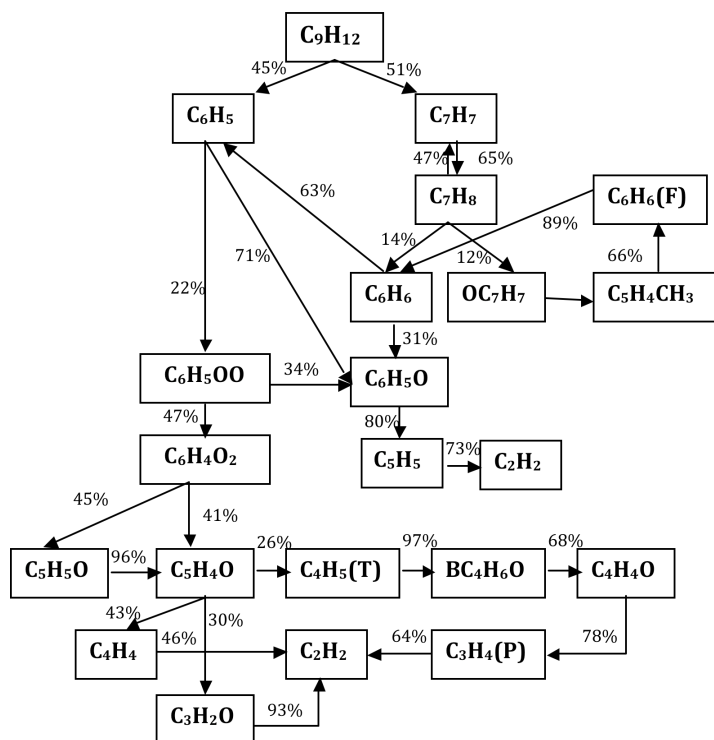 C₉H₁₂
45%
51%
C₆H₅
C₇H₇
47%
65%
63%
C₇H₈
C₆H₆(F)
89%
14%
71%
12%
66%
22%
C₆H₆
OC₇H₇
C₅H₄CH₃
31%
C₆H₅OO
34%
C₆H₅O
47%
80%
C₆H₄O₂
C₅H₅
73%
C₂H₂
45%
41%
C₅H₅O
96%
C₅H₄O
26%
C₄H₅(T)
97%
BC₄H₆O
68%
C₄H₄O
43%
30%
C₄H₄
46%
C₂H₂
64%
C₃H₄(P)
78%
C₃H₂O
93%